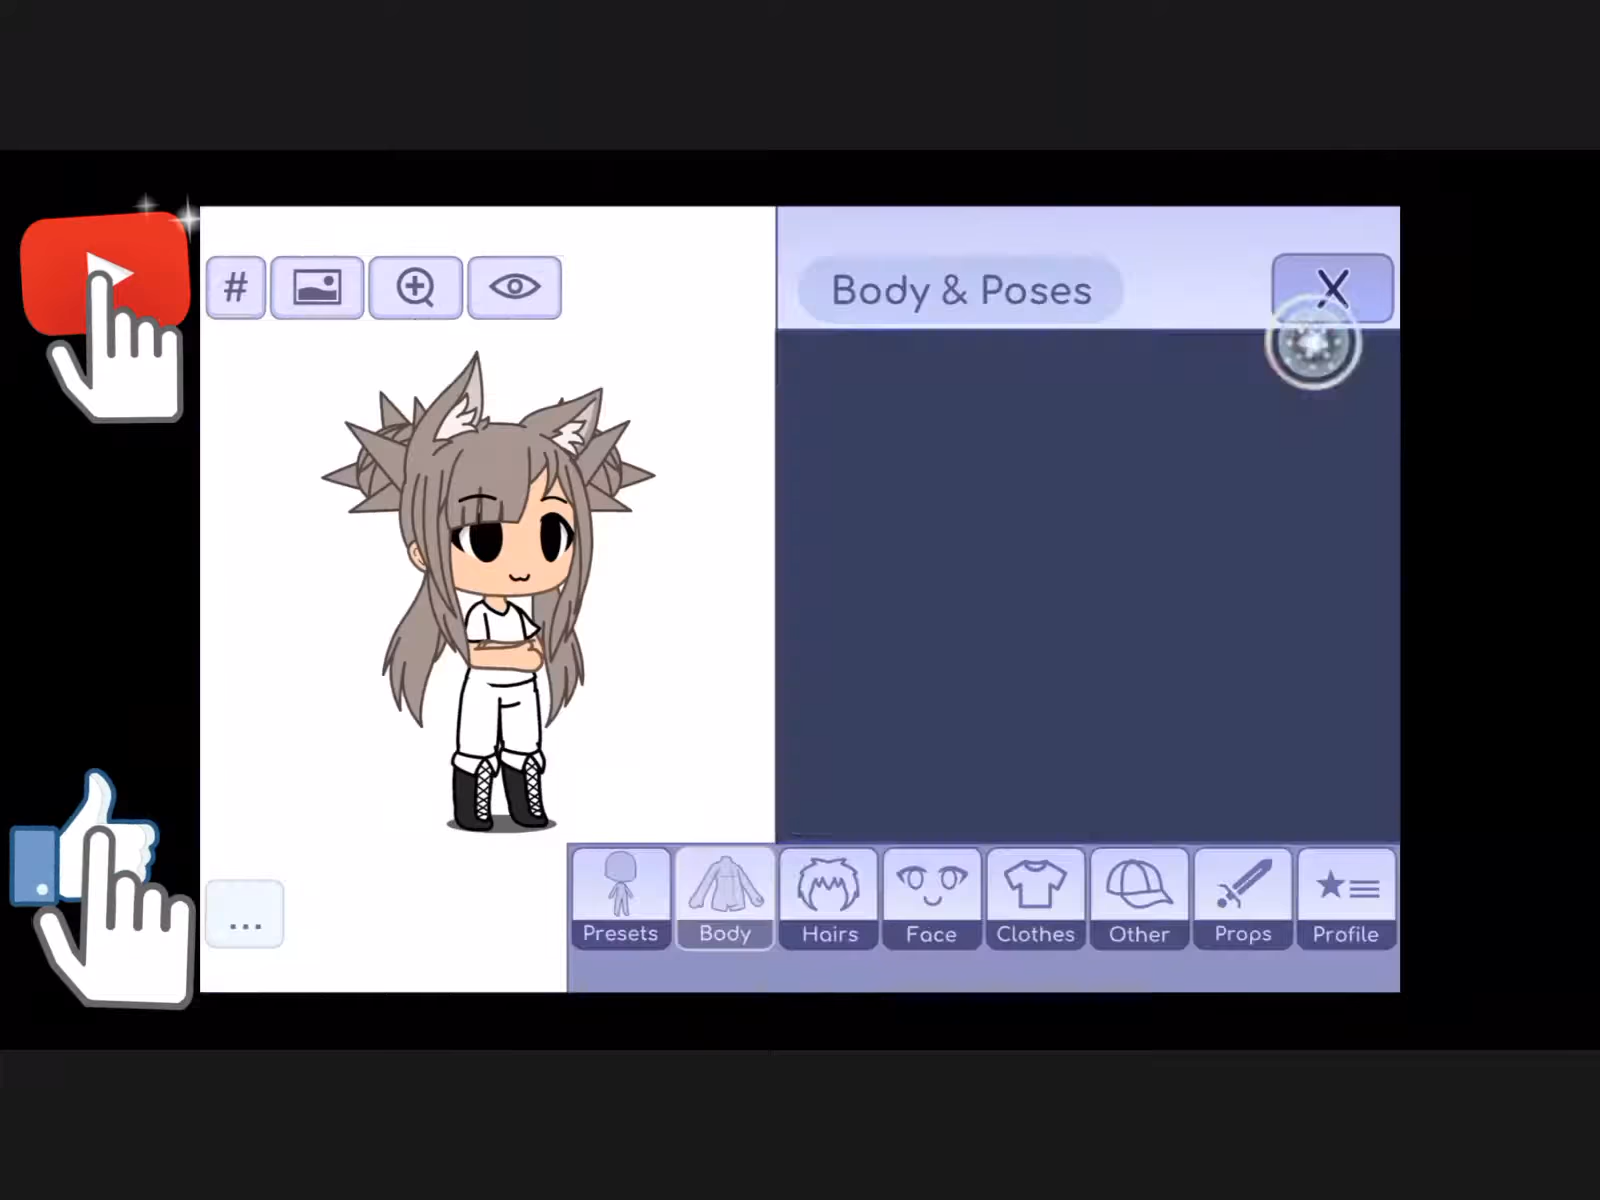 #
Body & Poses
X
...
Presets
Body
Hairs
Face
Clothes
Other
Props
Profile